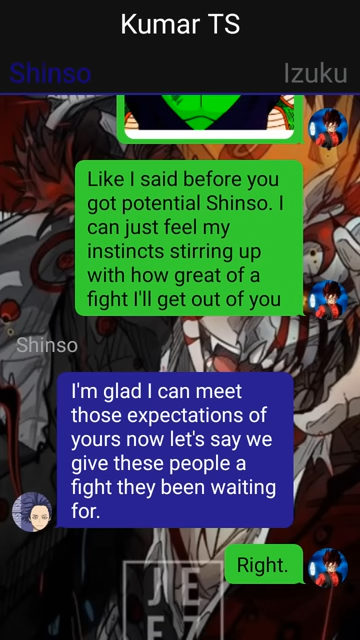 Kumar TS
Shinso
Izuku
Like I said before you
got potential Shinso. I
can just feel my
instincts stirring up
with how great of a
fight I'll get out of you
Shinso
I'm glad I can meet
those expectations of
yours now let's say we
give these people a
fight they been waiting
for.
Right.
JE